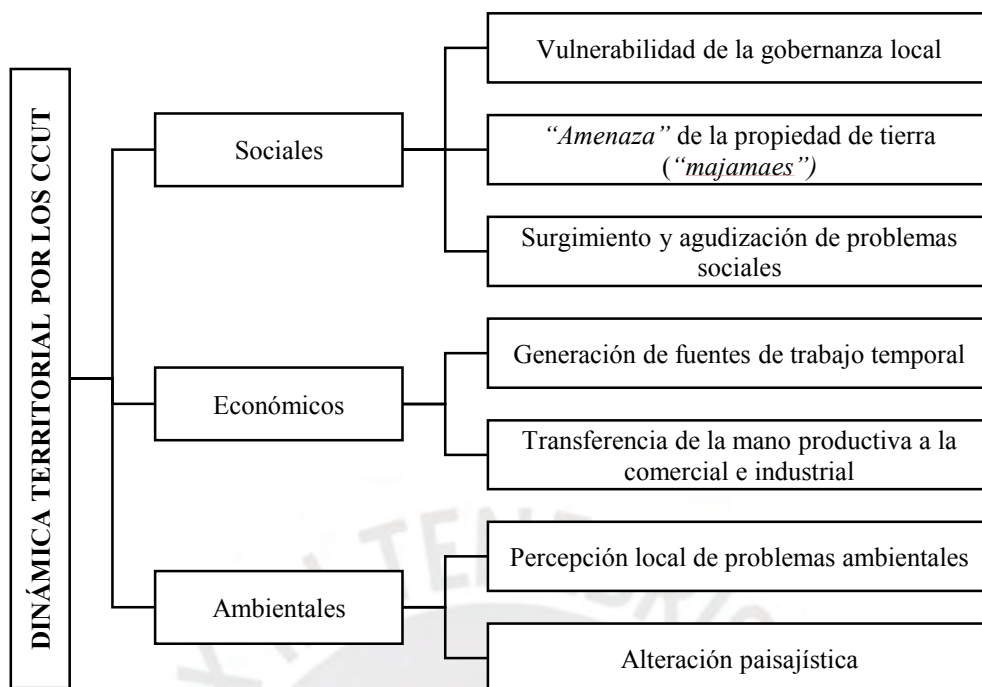 DINÁMICA TERRITORIAL POR LOS CCUT
Sociales
Vulnerabilidad de la gobernanza local
“Amenaza” de la propiedad de tierra
(“majamaes”)
Surgimiento y agudización de problemas
sociales
Económicos
Generación de fuentes de trabajo temporal
Transferencia de la mano productiva a la
comercial e industrial
Ambientales
Percepción local de problemas ambientales
Alteración paisajística